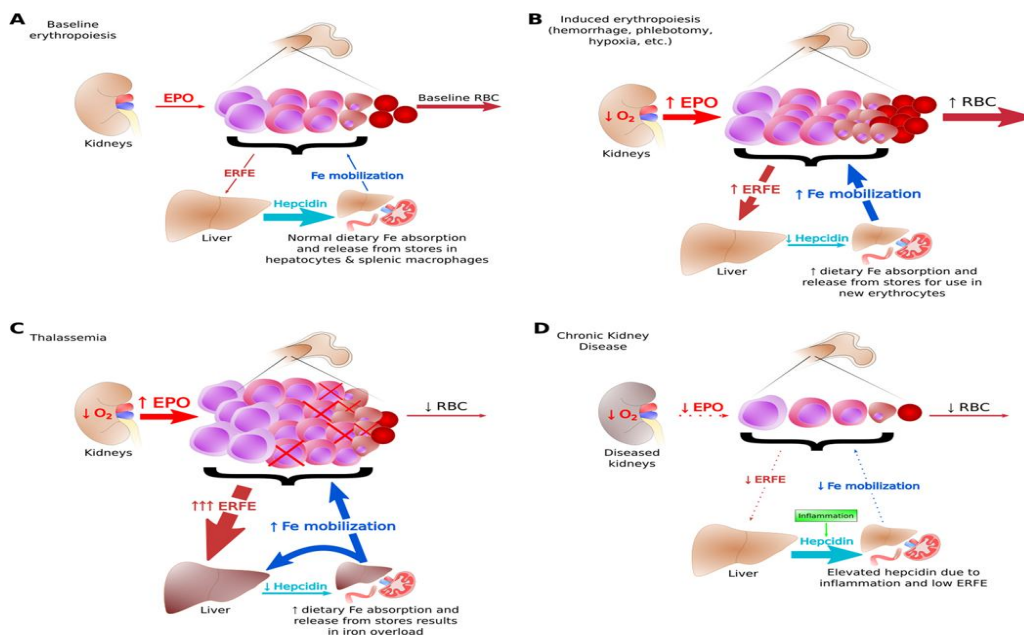 A
Baseline
erythropoiesis
EPO
Baseline RBC
Kidneys
ERFE
Fe mobilization
Hepcidin
Liver
Normal dietary Fe absorption
and release from stores in
hepatocytes & splenic macrophages
B
Induced erythropoiesis
(hemorrhage, phlebotomy,
hypoxia, etc.)
↓ O₂
↑ EPO
↑ RBC
Kidneys
↑ ERFE
↑ Fe mobilization
↓ Hepcidin
Liver
↑ dietary Fe absorption and
release from stores for use in
new erythrocytes
C
Thalassemia
↓ O₂
↑ EPO
↓ RBC
Kidneys
↑↑↑ ERFE
↑ Fe mobilization
↓ Hepcidin
Liver
↑ dietary Fe absorption and
release from stores results
in iron overload
D
Chronic Kidney
Disease
↓ O₂
↓ EPO
↓ RBC
Diseased
kidneys
↓ ERFE
↓ Fe mobilization
Inflammation
Hepcidin
Liver
Elevated hepcidin due to
inflammation and low ERFE